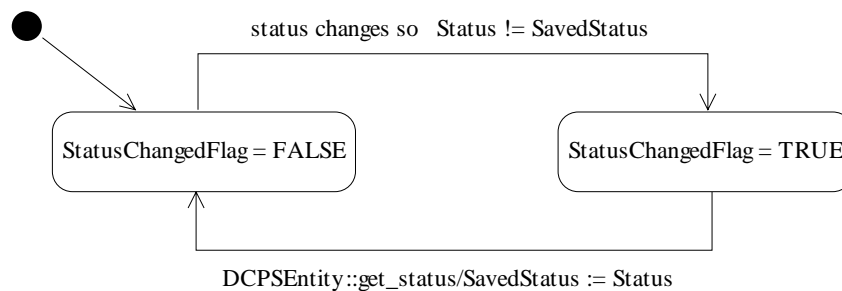 status changes so Status != SavedStatus
StatusChangedFlag = FALSE
StatusChangedFlag = TRUE
DCPSEntity::get_status/SavedStatus := Status